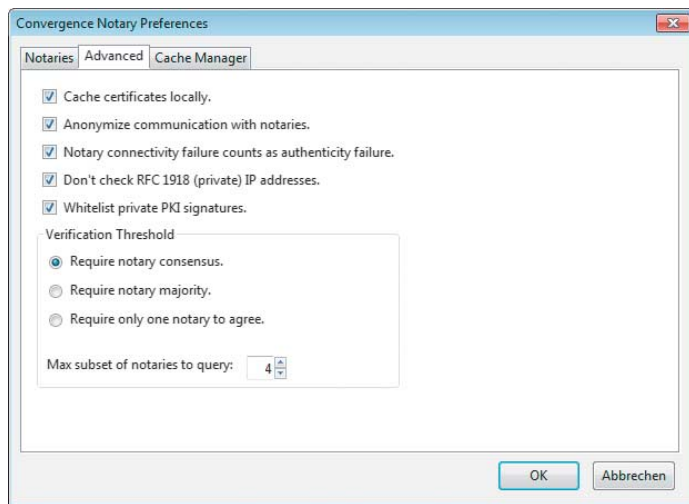 Convergence Notary Preferences
Notaries Advanced Cache Manager
Cache certificates locally.
Anonymize communication with notaries.
Notary connectivity failure counts as authenticity failure.
Don't check RFC 1918 (private) IP addresses.
Whitelist private PKI signatures.
Verification Threshold
Require notary consensus.
Require notary majority.
Require only one notary to agree.
Max subset of notaries to query: 4
OK Abbrechen